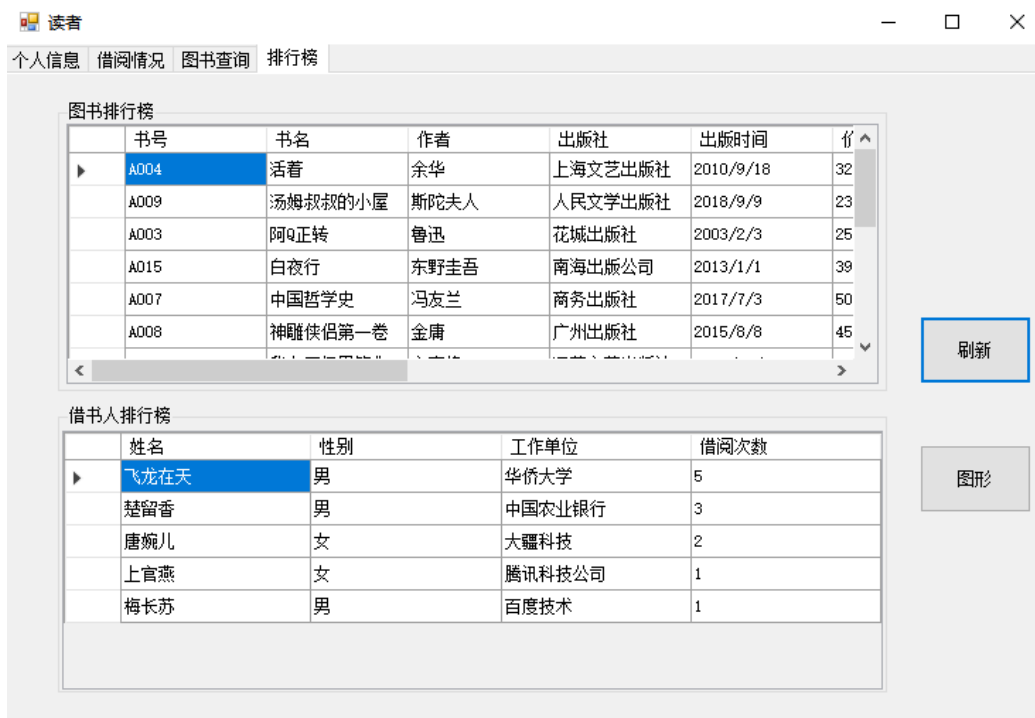 读者
个人信息 借阅情况 图书查询 排行榜
图书排行榜
书号 书名 作者 出版社 出版时间
A004 活着 余华 上海文艺出版社 2010/9/18 32
A009 汤姆叔叔的小屋 斯陀夫人 人民文学出版社 2018/9/9 23
A003 阿Q正转 鲁迅 花城出版社 2003/2/3 25
A015 白夜行 东野圭吾 南海出版公司 2013/1/1 39
A007 中国哲学史 冯友兰 商务出版社 2017/7/3 50
A008 神雕侠侣第一卷 金庸 广州出版社 2015/8/8 45
刷新
借书人排行榜
姓名 性别 工作单位 借阅次数
飞龙在天 男 华侨大学 5
楚留香 男 中国农业银行 3
唐婉儿 女 大疆科技 2
上官燕 女 腾讯科技公司 1
梅长苏 男 百度技术 1
图形